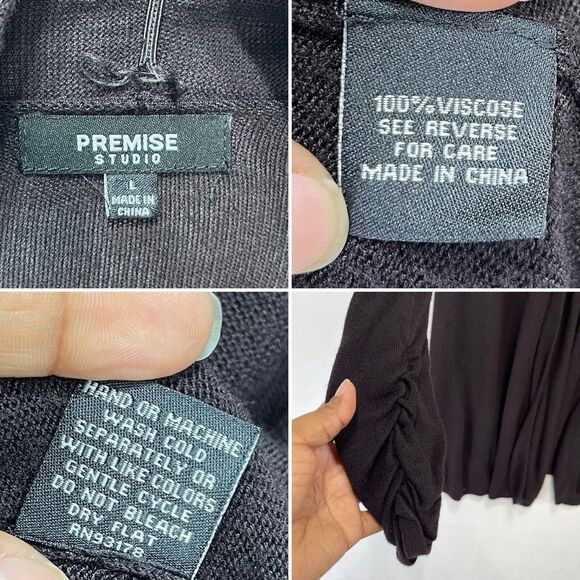 PREMISE
STUDIO
L
MADE IN
CHINA
100% VISCOSE
SEE REVERSE
FOR CARE
MADE IN CHINA
HAND OR MACHINE
WASH COLD
SEPARATELY OR
WITH LIKE COLORS
GENTLE CYCLE
DO NOT BLEACH
DRY FLAT
RN93178